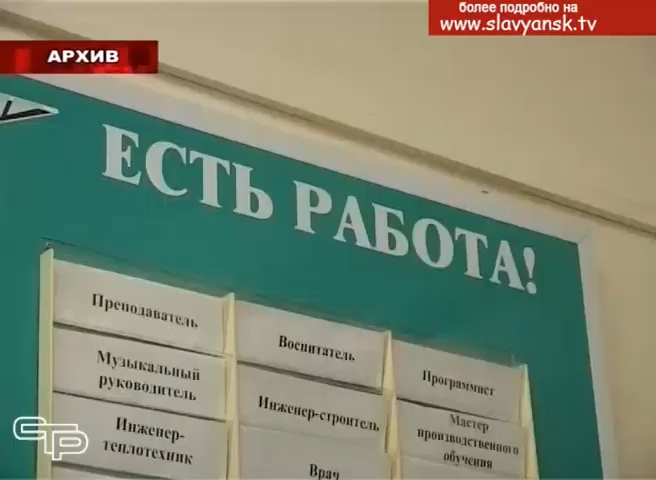 более подробно на
www.slavyansk.tv
АРХИВ
ЕСТЬ РАБОТА!
Преподаватель
Воспитатель
Программист
Музыкальный
руководитель
Инженер-строитель
Мастер
производственного
обучения
Инженер-
теплотехник
Врач
СТР